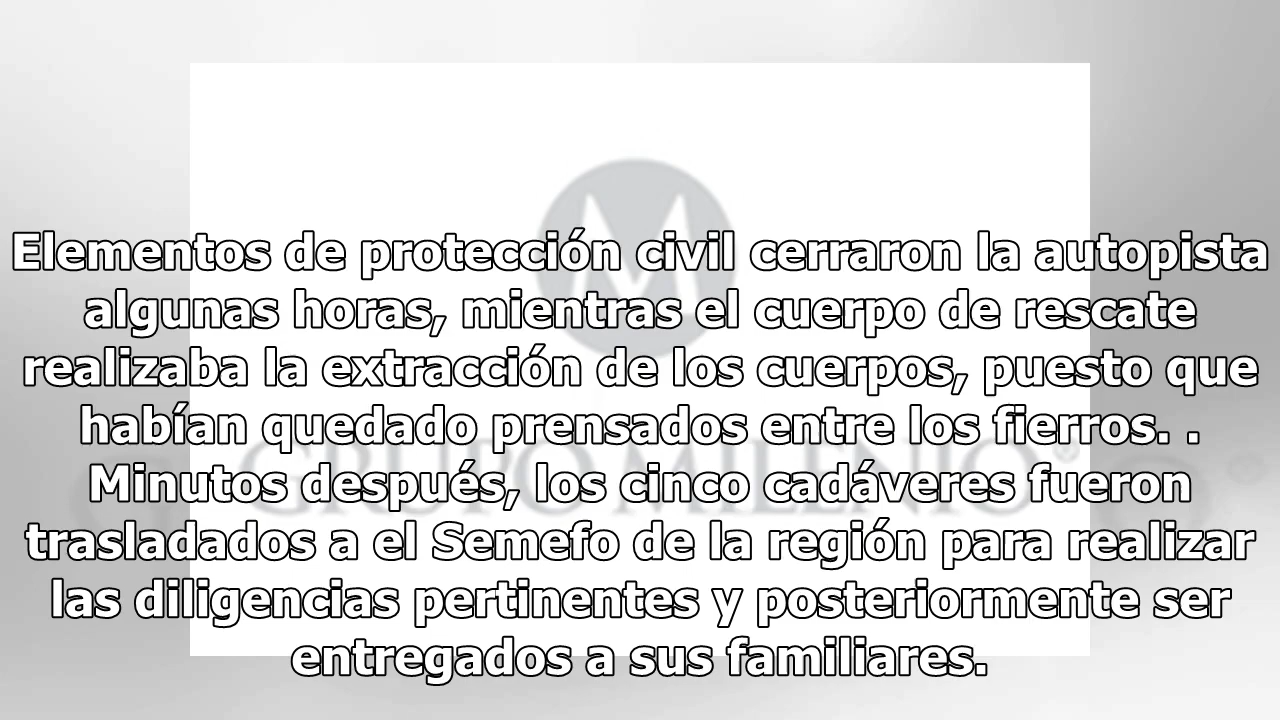 Elementos de protección civil cerraron la autopista
algunas horas, mientras el cuerpo de rescate
realizaba la extracción de los cuerpos, puesto que
habían quedado prensados entre los fierros. .
Minutos después, los cinco cadáveres fueron
trasladados a el Semefo de la región para realizar
las diligencias pertinentes y posteriormente ser
entregados a sus familiares.
M
GRUPO MILENIO®